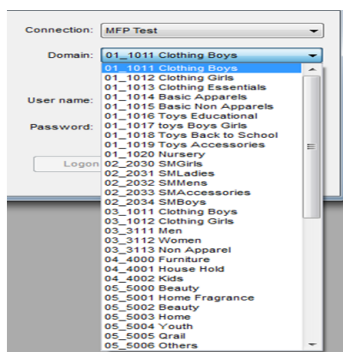 Connection: MFP Test
Domain: 01_1011 Clothing Boys
01_1011 Clothing Boys
01_1012 Clothing Girls
01_1013 Clothing Essentials
01_1014 Basic Apparels
User name:
01_1015 Basic Non Apparels
01_1016 Toys Educational
Password:
01_1017 toys Boys Girls
01_1018 Toys Back to School
01_1019 Toys Accessories
Logon
01_1020 Nursery
02_2030 SMGirls
02_2031 SMLadies
02_2032 SMMens
02_2033 SMAccessories
02_2034 SMBoys
03_1011 Clothing Boys
03_1012 Clothing Girls
03_3111 Men
03_3112 Women
03_3113 Non Apparel
04_4000 Furniture
04_4001 House Hold
04_4002 Kids
05_5000 Beauty
05_5001 Home Fragrance
05_5002 Beauty
05_5003 Home
05_5004 Youth
05_5005 Qrail
05_5006 Others